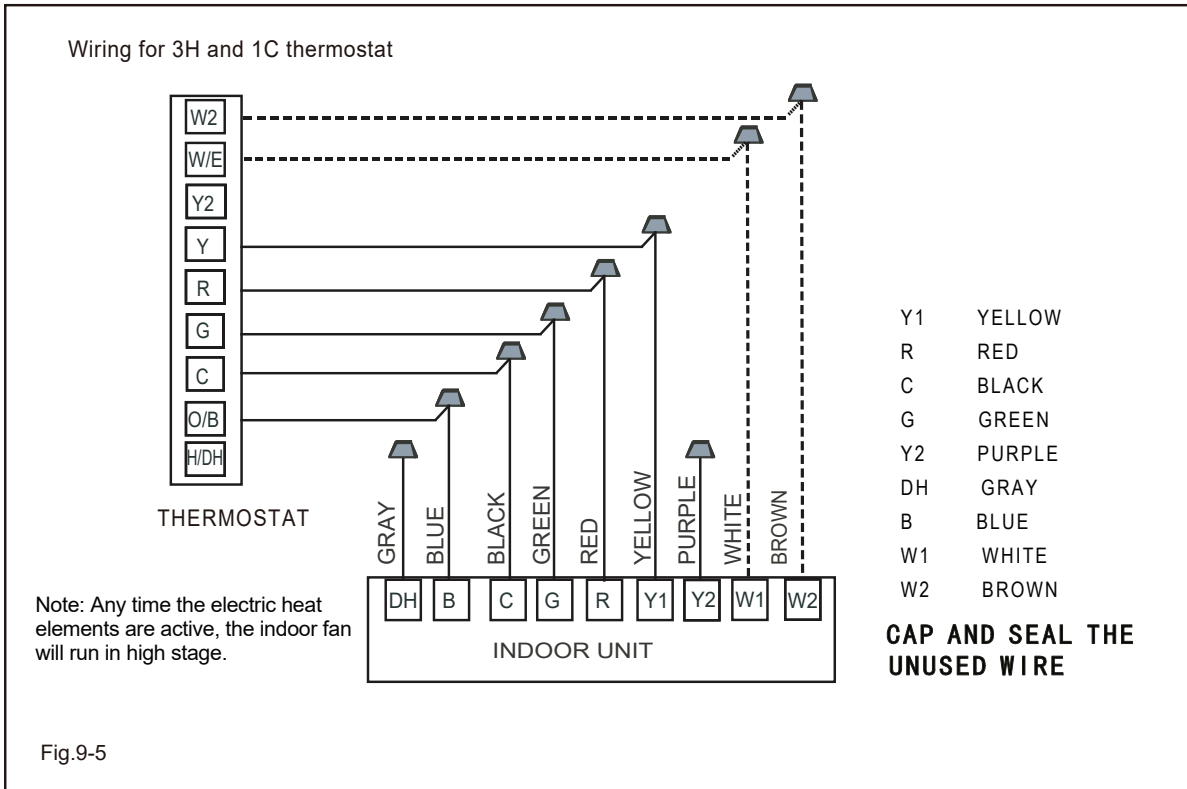 Wiring for 3H and 1C thermostat
W2
W/E
Y2
Y
R
G
C
O/B
H/DH
THERMOSTAT
GRAY
BLUE
BLACK
GREEN
RED
YELLOW
PURPLE
WHITE
BROWN
DH B C G R Y1 Y2 W1 W2
INDOOR UNIT
Note: Any time the electric heat
elements are active, the indoor fan
will run in high stage.
Y1 YELLOW
R RED
C BLACK
G GREEN
Y2 PURPLE
DH GRAY
B BLUE
W1 WHITE
W2 BROWN
CAP AND SEAL THE
UNUSED WIRE
Fig.9-5